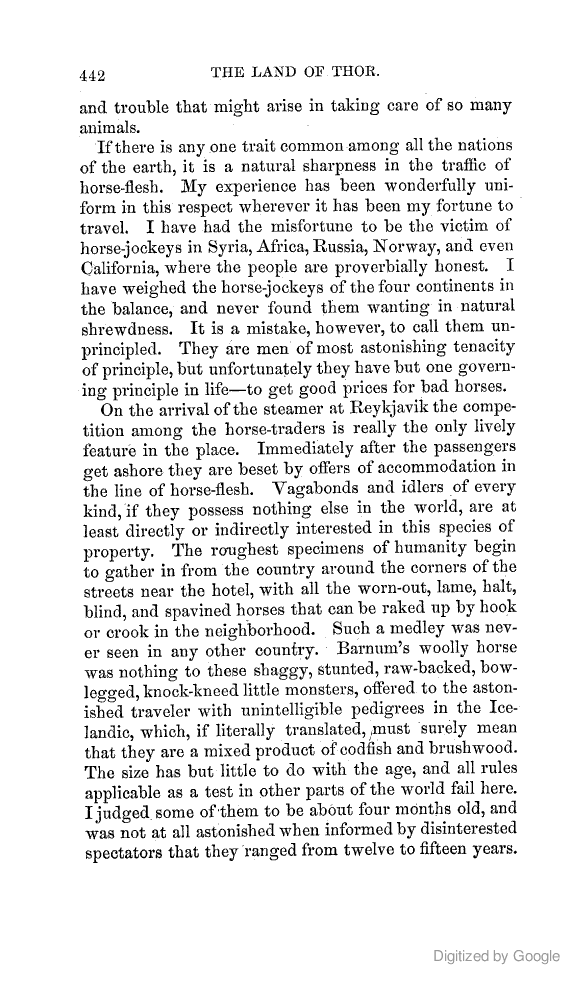 442
THE LAND OF THOR.
and trouble that might arise in taking care of so many
animals.
If there is any one trait common among all the nations
of the earth, it is a natural sharpness in the traffic of
horse-flesh. My experience has been wonderfully uni-
form in this respect wherever it has been my fortune to
travel. I have had the misfortune to be the victim of
horse-jockeys in Syria, Africa, Russia, Norway, and even
California, where the people are proverbially honest. I
have weighed the horse-jockeys of the four continents in
the balance, and never found them wanting in natural
shrewdness. It is a mistake, however, to call them un-
principled. They are men of most astonishing tenacity
of principle, but unfortunately they have but one govern-
ing principle in life—to get good prices for bad horses.
On the arrival of the steamer at Reykjavik the compe-
tition among the horse-traders is really the only lively
feature in the place. Immediately after the passengers
get ashore they are beset by offers of accommodation in
the line of horse-flesh. Vagabonds and idlers of every
kind, if they possess nothing else in the world, are at
least directly or indirectly interested in this species of
property. The roughest specimens of humanity begin
to gather in from the country around the corners of the
streets near the hotel, with all the worn-out, lame, halt,
blind, and spavined horses that can be raked up by hook
or crook in the neighborhood. Such a medley was nev-
er seen in any other country. Barnum's woolly horse
was nothing to these shaggy, stunted, raw-backed, bow-
legged, knock-kneed little monsters, offered to the aston-
ished traveler with unintelligible pedigrees in the Ice-
landic, which, if literally translated, must surely mean
that they are a mixed product of codfish and brushwood.
The size has but little to do with the age, and all rules
applicable as a test in other parts of the world fail here.
I judged some of them to be about four months old, and
was not at all astonished when informed by disinterested
spectators that they ranged from twelve to fifteen years.
Digitized by Google